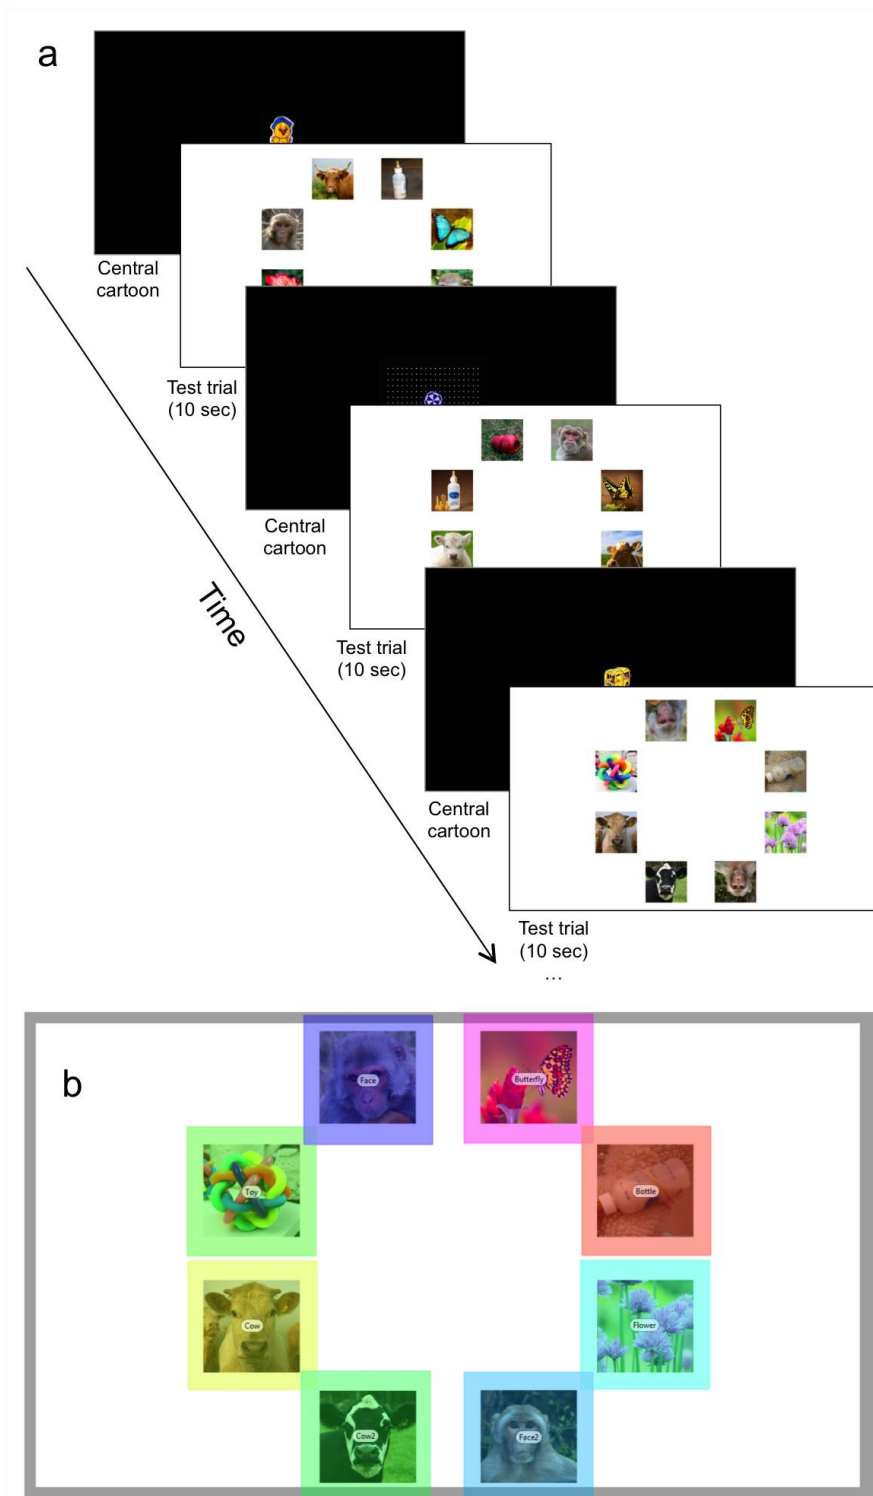 a
Central
cartoon
Test trial
(10 sec)
Central
cartoon
Time
Test trial
(10 sec)
Central
cartoon
Test trial
(10 sec)
...
b
Face
Butterfly
Toy
Bottle
Cow
Flower
Cow2
Face2